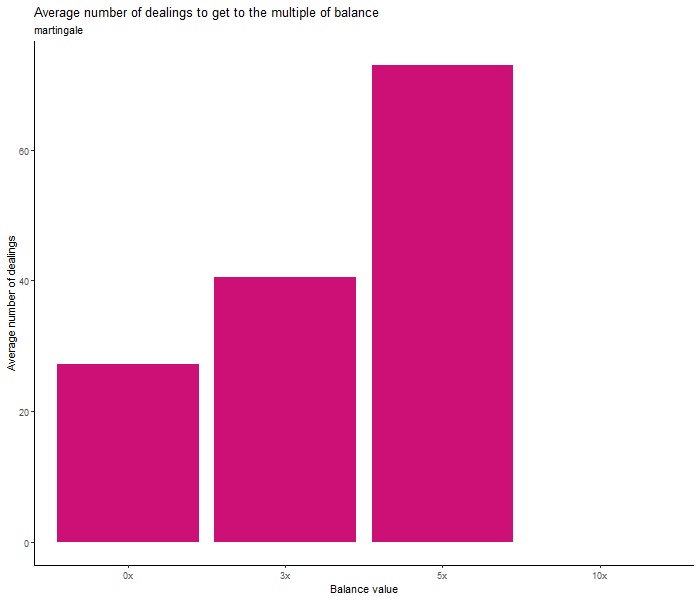 Average number of dealings to get to the multiple of balance
martingale
Average number of dealings
60
40
20
0
0x
3x
5x
10x
Balance value